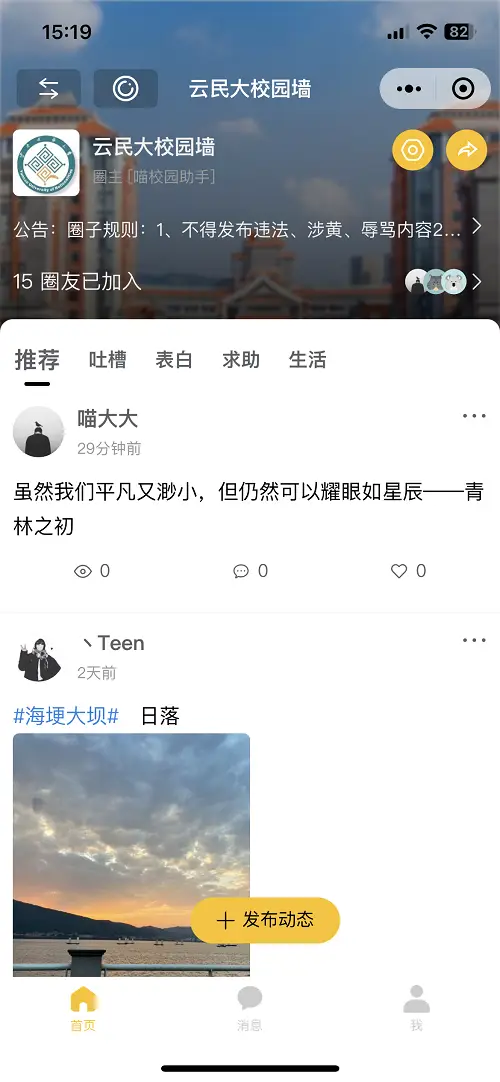 15:19
82
云民大校园墙
云民大校园墙
圈主 [喵校园助手]
公告：圈子规则：1、不得发布违法、涉黄、辱骂内容2...
15 圈友已加入
推荐 吐槽 表白 求助 生活
喵大大
29分钟前
虽然我们平凡又渺小，但仍然可以耀眼如星辰——青
林之初
0 0 0
丶Teen
2天前
#海埂大坝# 日落
＋ 发布动态
首页 消息 我